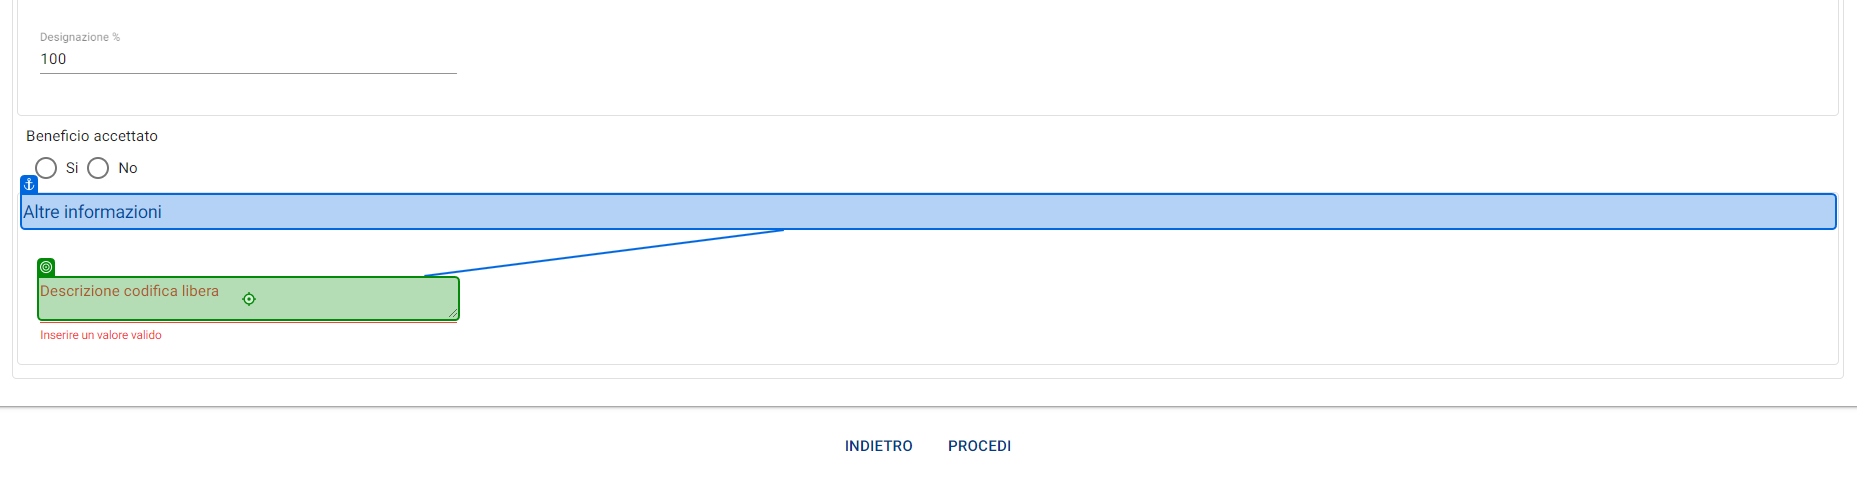 Designazione %
100
Beneficio accettato
Si No
Altre informazioni
Descrizione codifica libera
Inserire un valore valido
INDIETRO PROCEDI